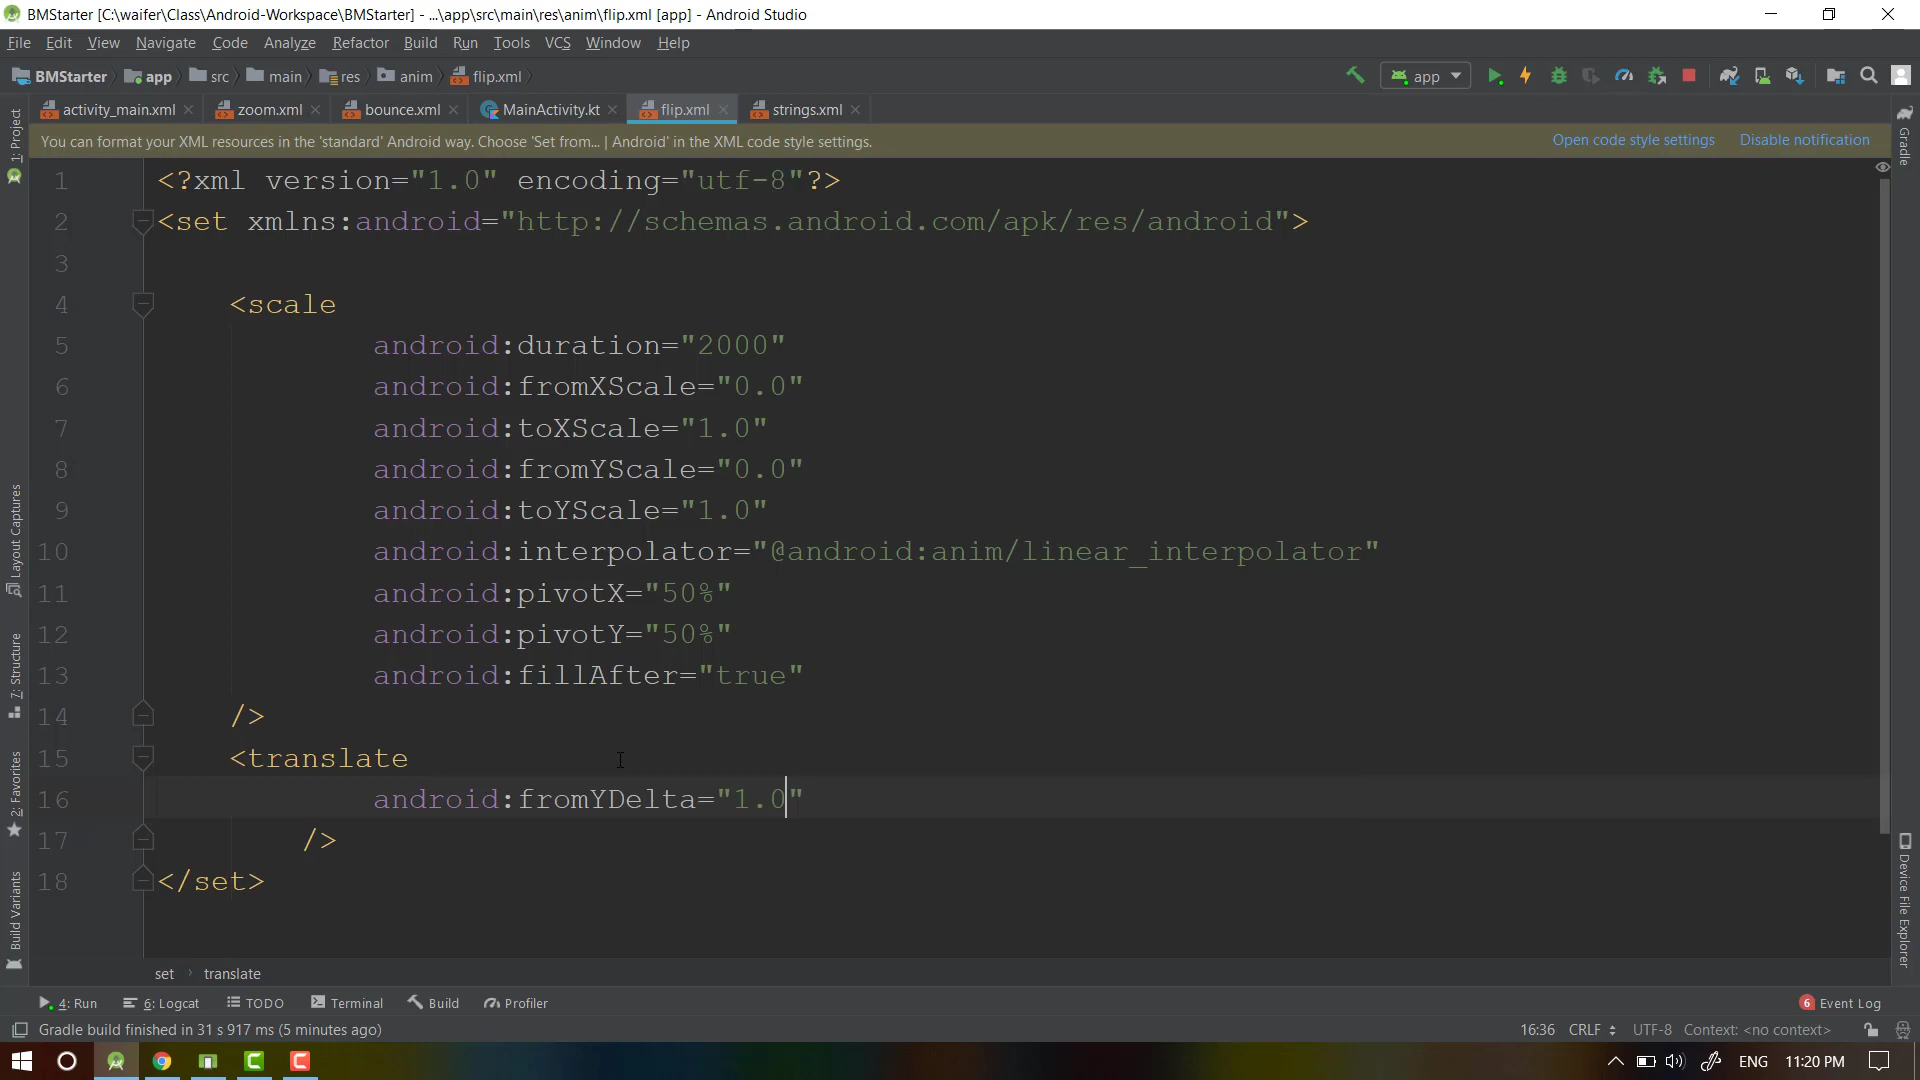 BMStarter [C:\waifer\Class\Android-Workspace\BMStarter] - ...\app\src\main\res\anim\flip.xml [app] - Android Studio
File Edit View Navigate Code Analyze Refactor Build Run Tools VCS Window Help
BMStarter app src main res anim flip.xml app
activity_main.xml zoom.xml bounce.xml MainActivity.kt flip.xml strings.xml
You can format your XML resources in the 'standard' Android way. Choose 'Set from... | Android' in the XML code style settings. Open code style settings Disable notification
1 <?xml version="1.0" encoding="utf-8"?>
2 <set xmlns:android="http://schemas.android.com/apk/res/android">
3
4 <scale
5 android:duration="2000"
6 android:fromXScale="0.0"
7 android:toXScale="1.0"
8 android:fromYScale="0.0"
9 android:toYScale="1.0"
10 android:interpolator="@android:anim/linear_interpolator"
11 android:pivotX="50%"
12 android:pivotY="50%"
13 android:fillAfter="true"
14 />
15 <translate
16 android:fromYDelta="1.0"
17 />
18 </set>
1: Project
Layout Captures
7: Structure
2: Favorites
Build Variants
Gradle
Device File Explorer
set › translate
4: Run 6: Logcat TODO Terminal Build Profiler 6 Event Log
Gradle build finished in 31 s 917 ms (5 minutes ago) 16:36 CRLF UTF-8 Context: <no context>
ENG 11:20 PM